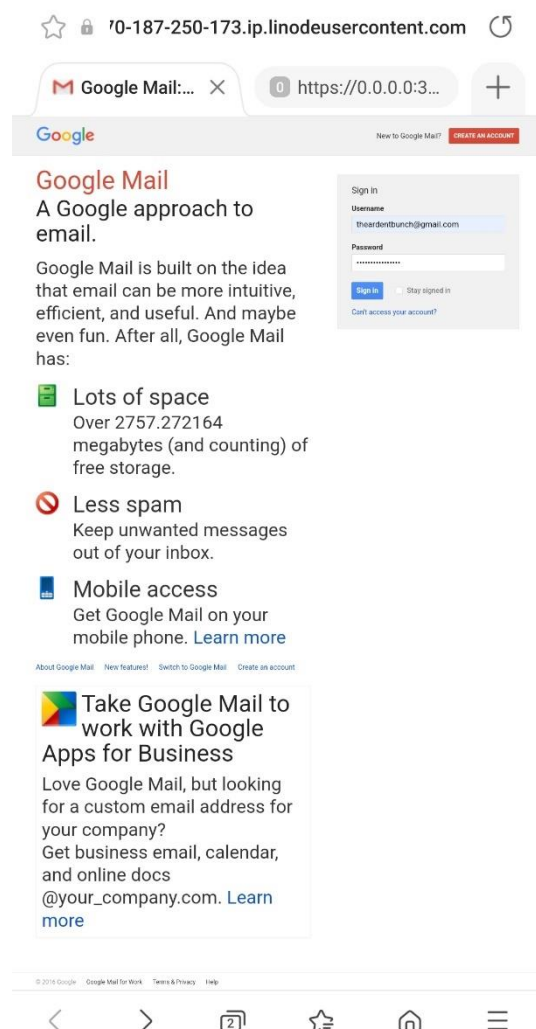 70-187-250-173.ip.linodeusercontent.com
Google Mail:...
0 https://0.0.0.0:3...
Google
New to Google Mail? CREATE AN ACCOUNT
Google Mail
A Google approach to
email.
Google Mail is built on the idea
that email can be more intuitive,
efficient, and useful. And maybe
even fun. After all, Google Mail
has:
Lots of space
Over 2757.272164
megabytes (and counting) of
free storage.
Less spam
Keep unwanted messages
out of your inbox.
Mobile access
Get Google Mail on your
mobile phone. Learn more
About Google Mail New features! Switch to Google Mail Create an account
Take Google Mail to
work with Google
Apps for Business
Love Google Mail, but looking
for a custom email address for
your company?
Get business email, calendar,
and online docs
@your_company.com. Learn
more
Sign in
Username
theardentbunch@gmail.com
Password
Sign in Stay signed in
Can't access your account?
© 2016 Google Google Mail for Work Terms & Privacy Help
2